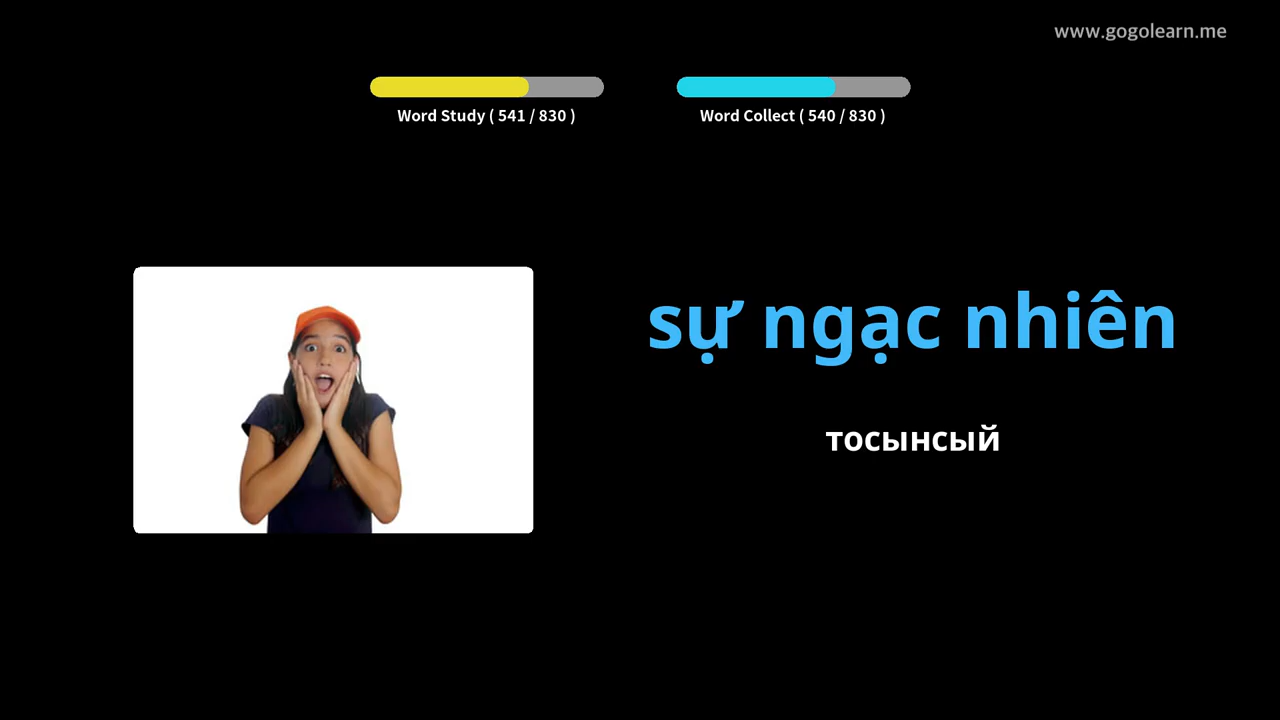 www.gogolearn.me
Word Study ( 541 / 830 )
Word Collect ( 540 / 830 )
sự ngạc nhiên
тосынсый